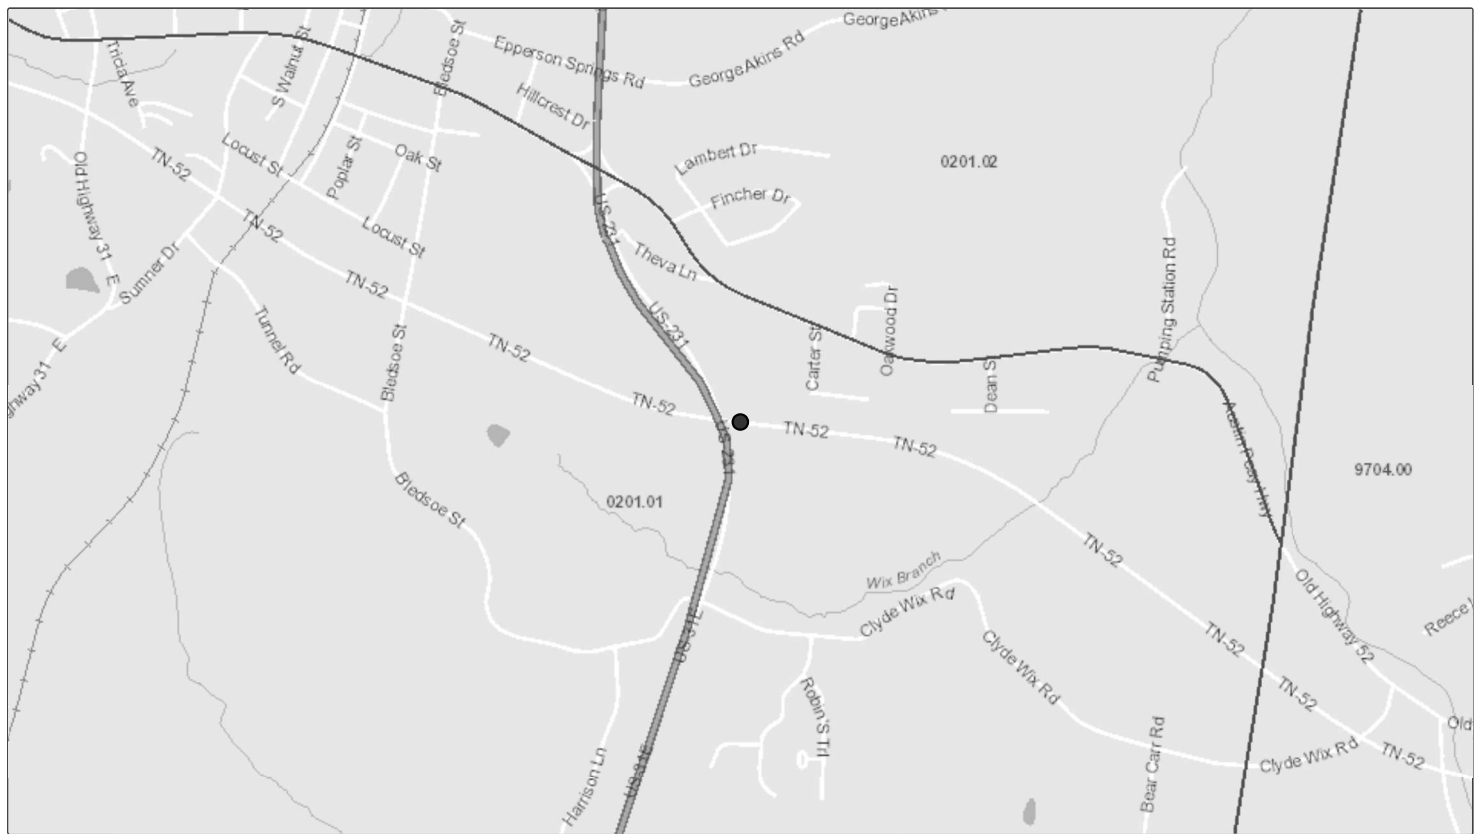 George Akins
Epperson Springs Rd
George Akins Rd
Bledsoe St
S Walnut St
Tricia Ave
Hillcrest Dr
Locust St
Poplar St
Oak St
TN-52
Old Highway 31 E
Lambert Dr
Fincher Dr
0201.02
US-231
TN-52
Locust St
Sumner Dr
Theva Ln
TN-52
Pumping Station Rd
Tunnel Rd
US-231
Oakwood Dr
Carter St
TN-52
Bledsoe St
ghway 31 E
Dean St
TN-52
TN-52
TN-52
US-231
Austin Peay Hwy
9704.00
Bledsoe St
0201.01
TN-52
Wix Branch
Clyde Wix Rd
Old Highway 52
Reece
US-31E
TN-52
Clyde Wix Rd
Robin'S Trl
TN-52
Old
US-31E
Harrison Ln
Bear Carr Rd
Clyde Wix Rd
TN-52